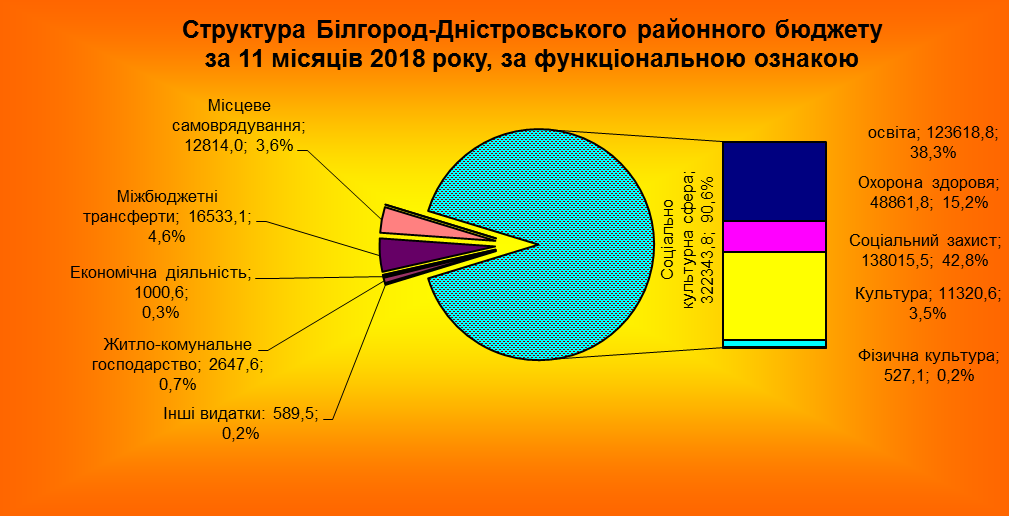 Структура Білгород-Дністровського районного бюджету
за 11 місяців 2018 року, за функціональною ознакою
Місцеве
самоврядування;
12814,0; 3,6%
Міжбюджетні
трансферти; 16533,1;
4,6%
Економічна діяльність;
1000,6;
0,3%
Житло-комунальне
господарство; 2647,6;
0,7%
Інші видатки: 589,5;
0,2%
Соціально
культурна сфера;
322343,8; 90,6%
освіта; 123618,8;
38,3%
Охорона здоровя;
48861,8; 15,2%
Соціальний захист;
138015,5; 42,8%
Культура; 11320,6;
3,5%
Фізична культура;
527,1; 0,2%